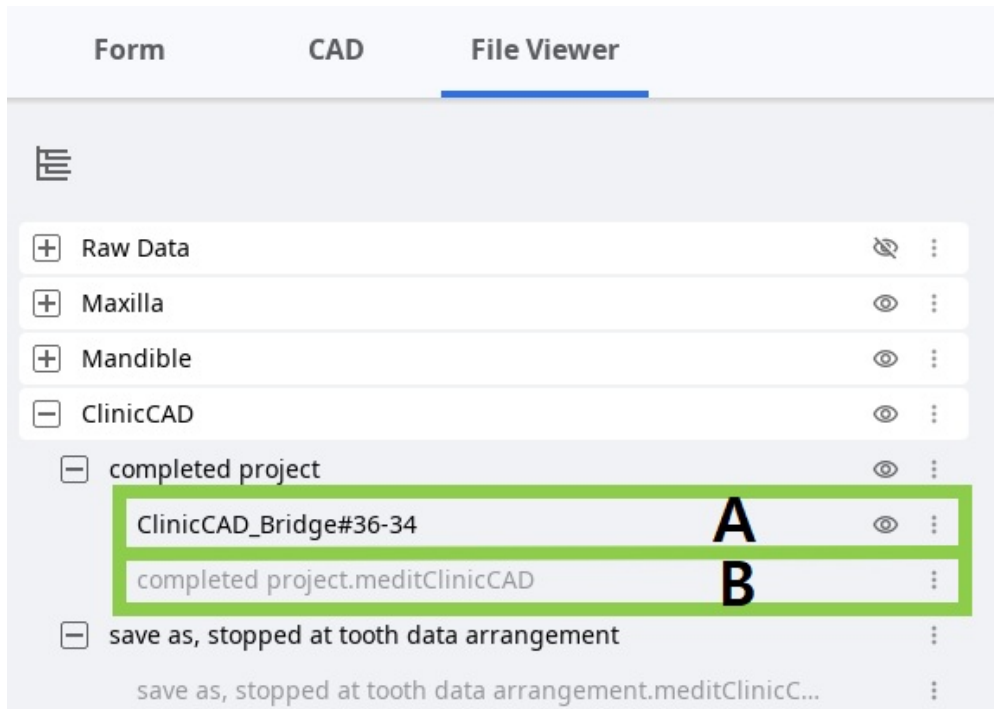 Form CAD File Viewer
Raw Data
Maxilla
Mandible
ClinicCAD
completed project
ClinicCAD_Bridge#36-34 A
completed project.meditClinicCAD B
save as, stopped at tooth data arrangement
save as, stopped at tooth data arrangement.meditClinicC...